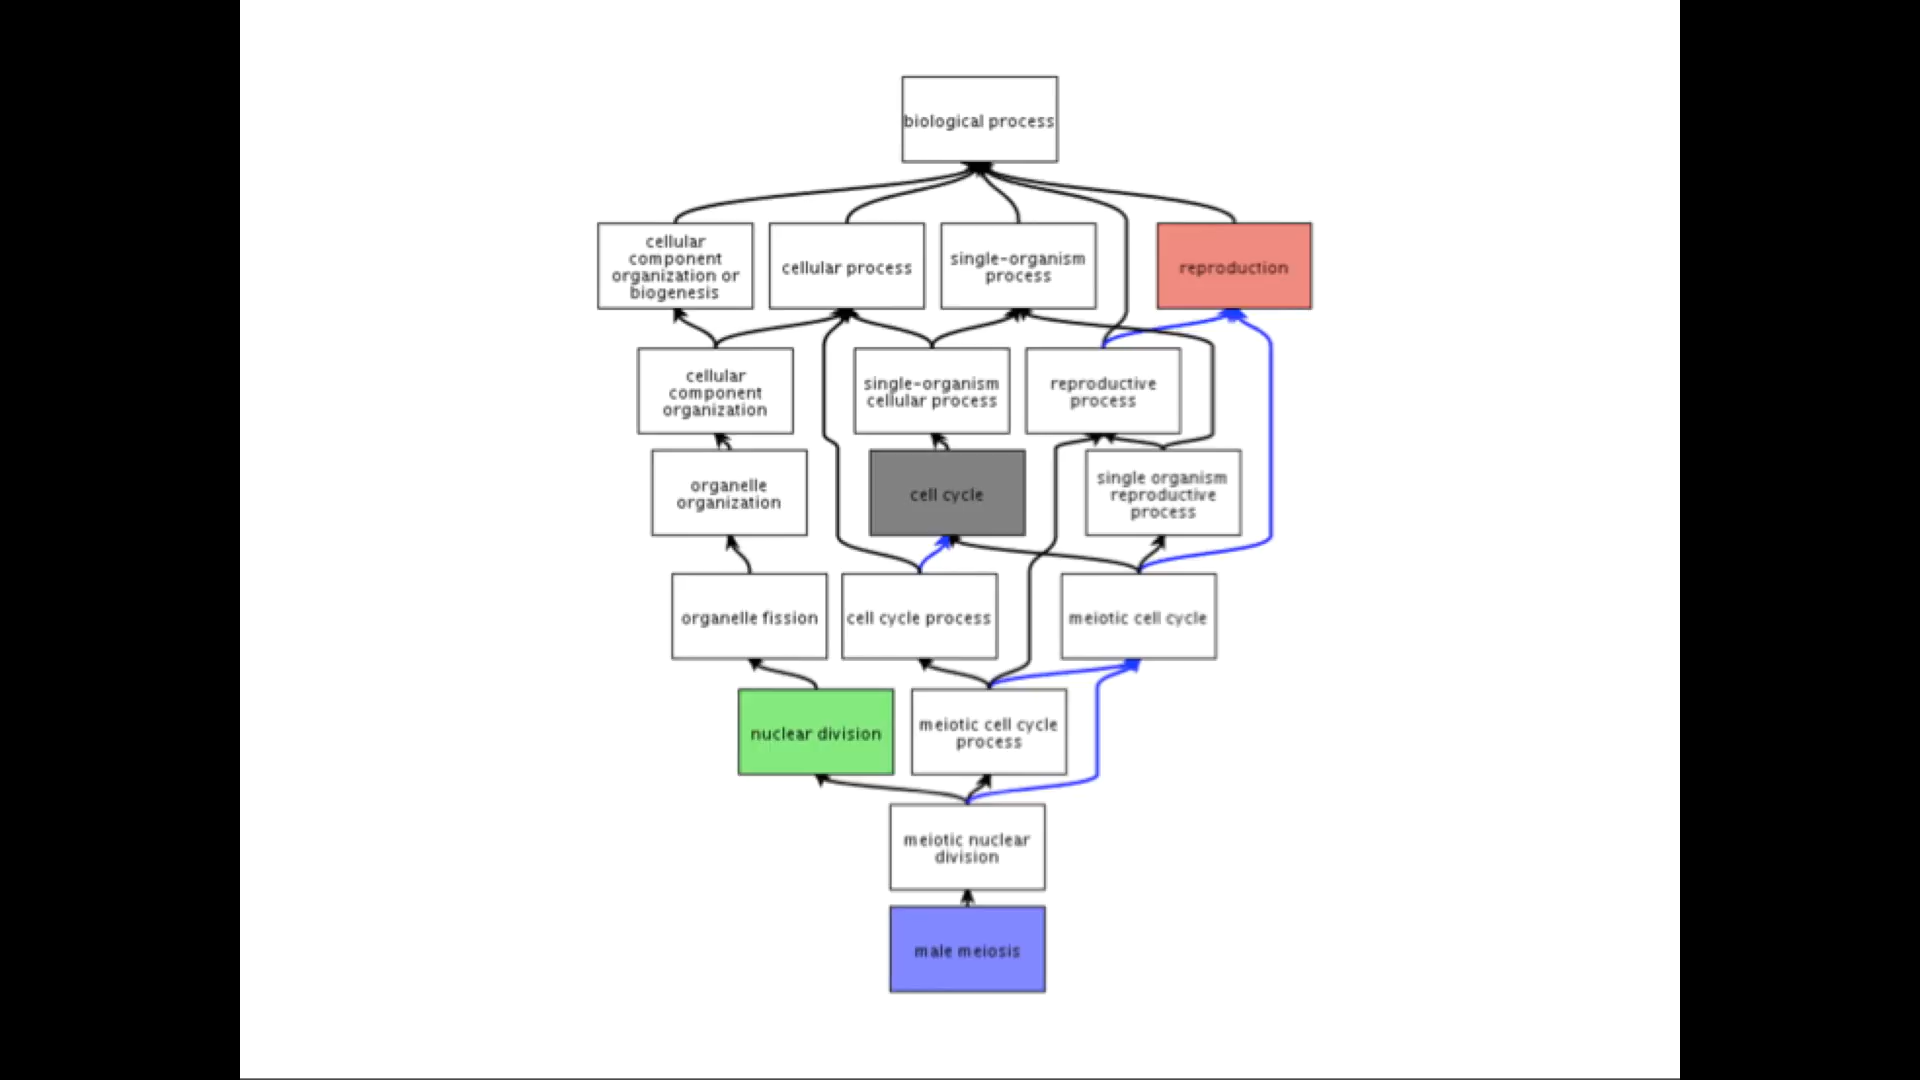 biological process
cellular
component
organization or
biogenesis
cellular process
single-organism
process
reproduction
cellular
component
organization
single-organism
cellular process
reproductive
process
organelle
organization
cell cycle
single organism
reproductive
process
organelle fission
cell cycle process
meiotic cell cycle
nuclear division
meiotic cell cycle
process
meiotic nuclear
division
male meiosis